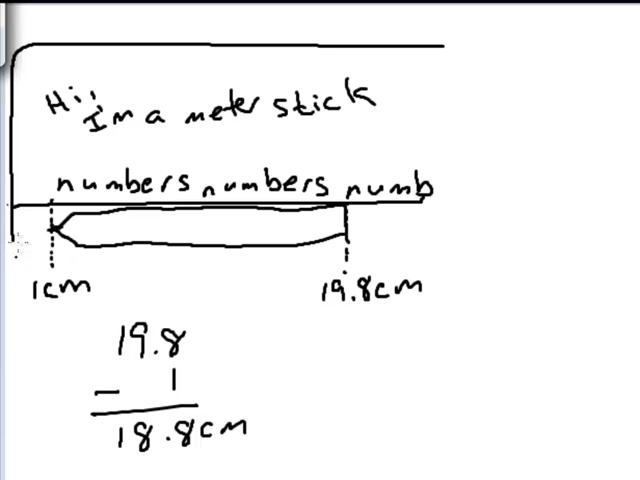 Hi!
I'm a meter stick
numbers numbers numb
1cm 19.8cm
19.8
- 1
18.8cm